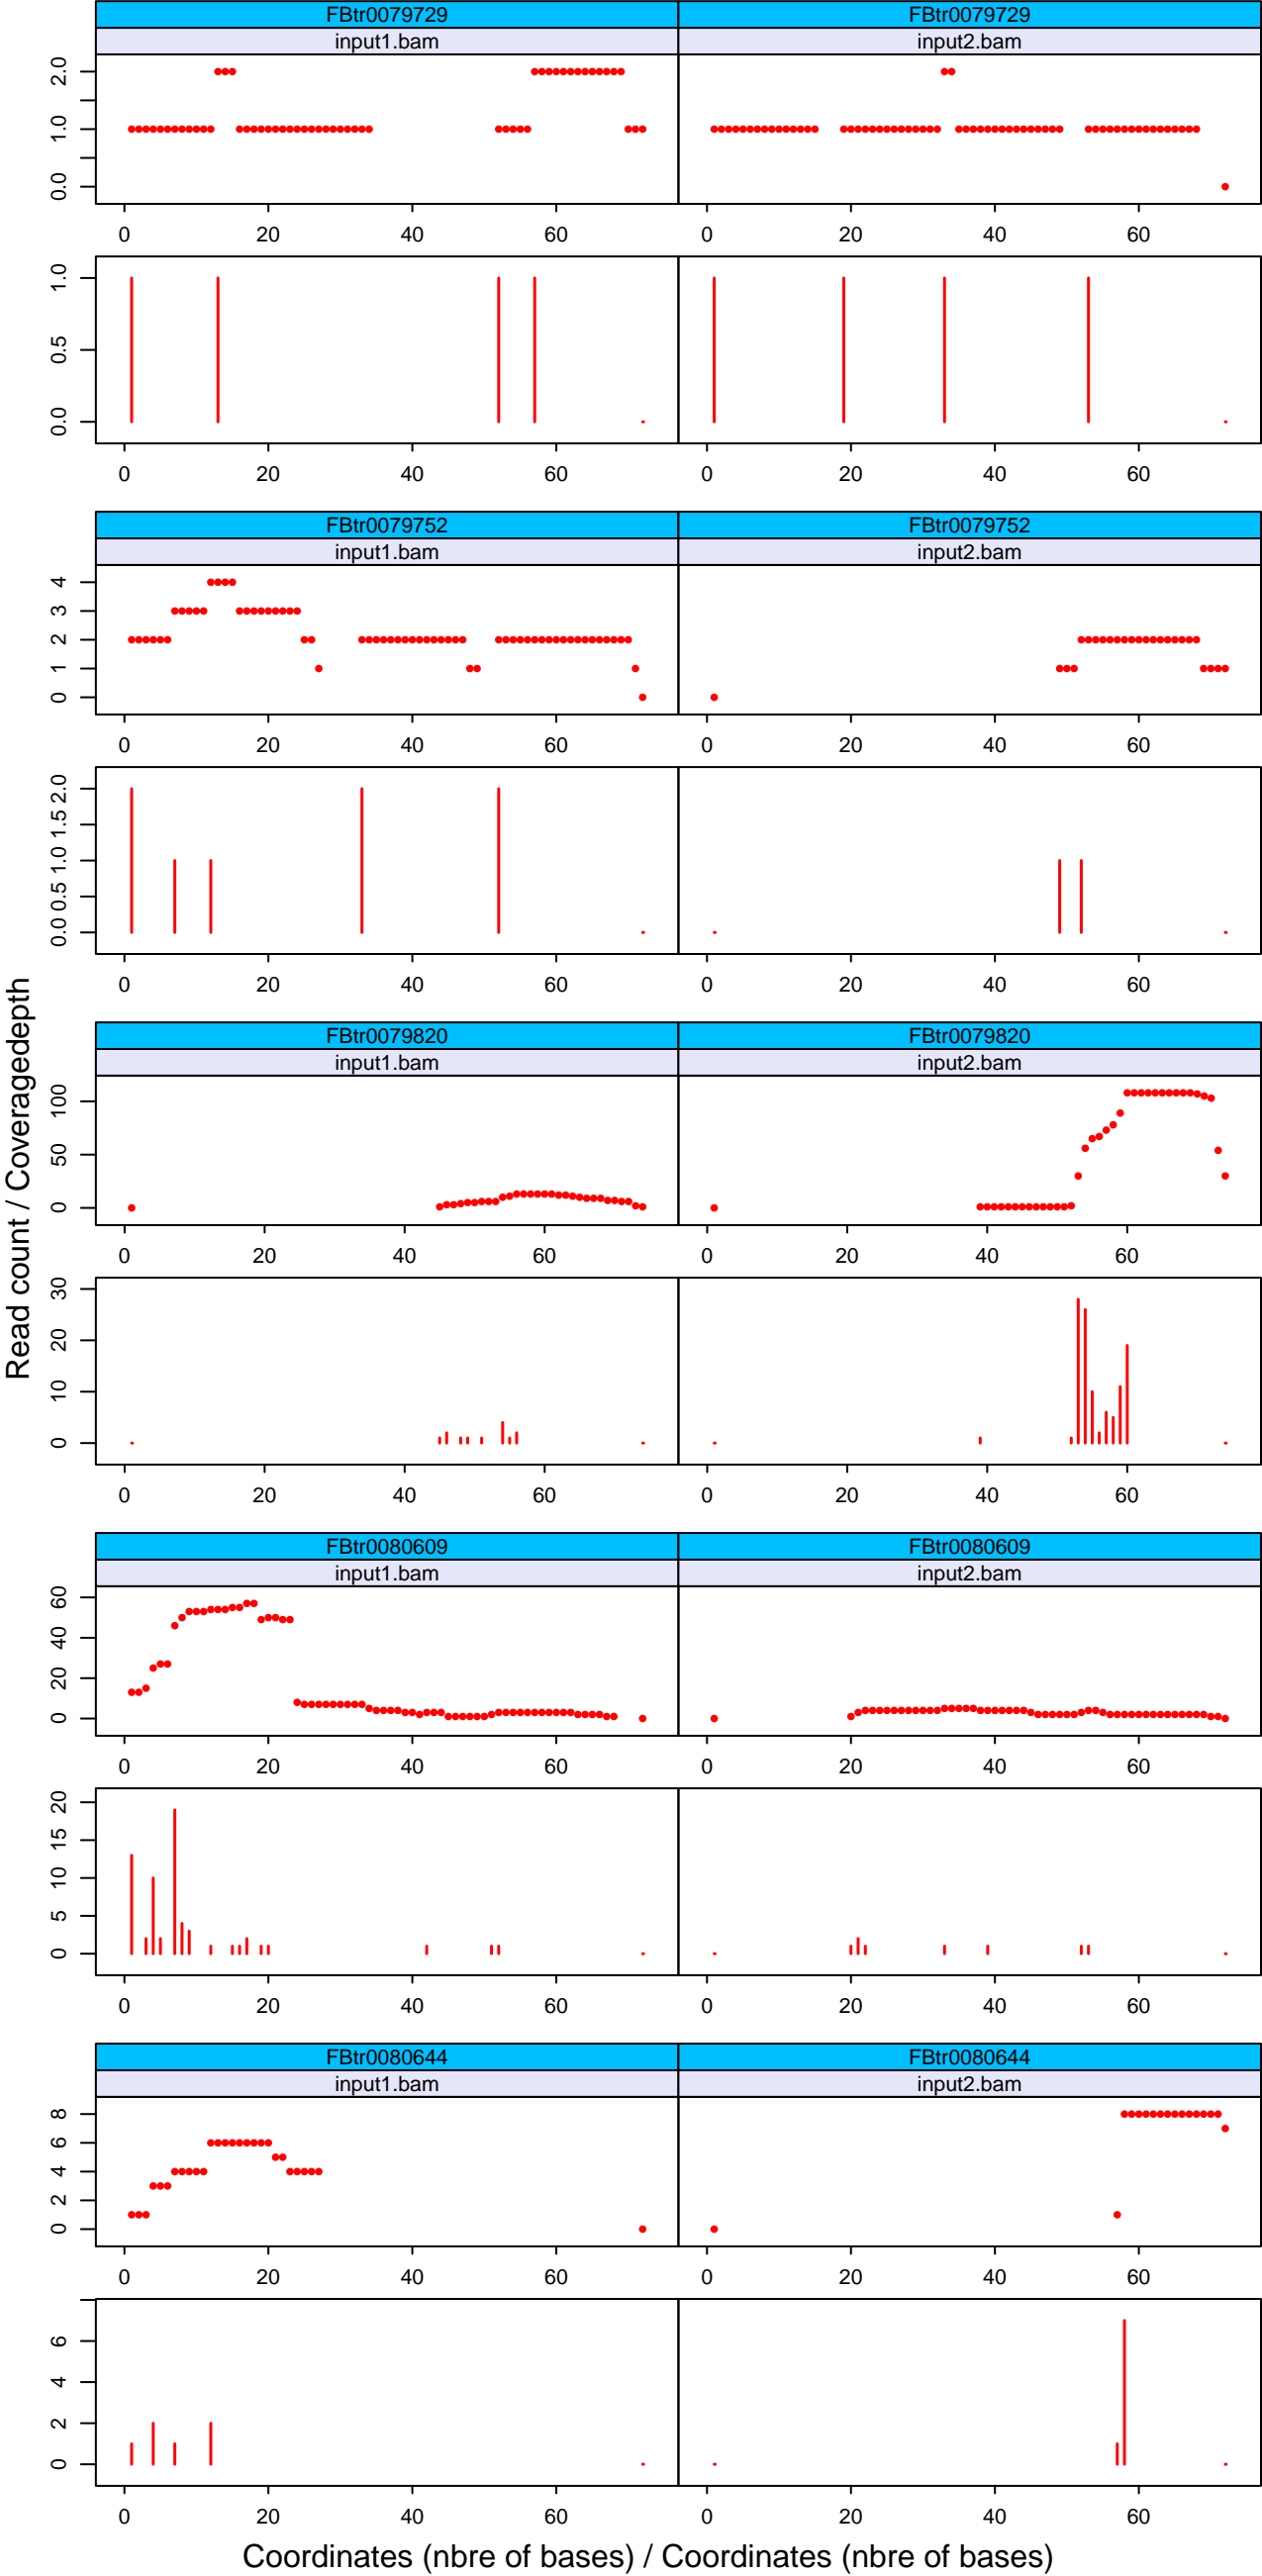 FBtr0079729 FBtr0079729
input1.bam input2.bam
2.0
1.0
0.0
0 20 40 60 0 20 40 60
1.0
0.5
0.0
0 20 40 60 0 20 40 60
FBtr0079752 FBtr0079752
input1.bam input2.bam
4
3
2
1
0
0 20 40 60 0 20 40 60
2.0
1.5
1.0
0.5
0.0
0 20 40 60 0 20 40 60
Read count / Coveragedepth
FBtr0079820 FBtr0079820
input1.bam input2.bam
100
50
0
0 20 40 60 0 20 40 60
30
20
10
0
0 20 40 60 0 20 40 60
FBtr0080609 FBtr0080609
input1.bam input2.bam
60
40
20
0
0 20 40 60 0 20 40 60
20
15
10
5
0
0 20 40 60 0 20 40 60
FBtr0080644 FBtr0080644
input1.bam input2.bam
8
6
4
2
0
0 20 40 60 0 20 40 60
6
4
2
0
0 20 40 60 0 20 40 60
Coordinates (nbre of bases) / Coordinates (nbre of bases)